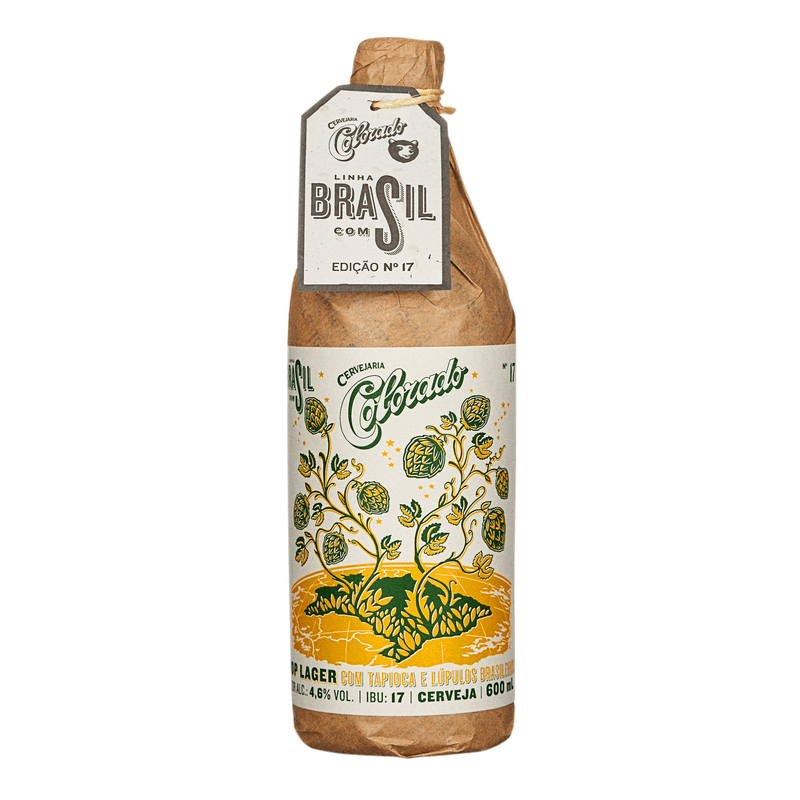 CERVEJARIA
Colorado
LINHA
BRASIL
COM S
EDIÇÃO Nº 17
CERVEJARIA
Colorado
Nº 17
LAGER COM TAPIOCA E LÚPULOS
ALC.: 4,6% VOL. | IBU: 17 | CERVEJA | 600 mL